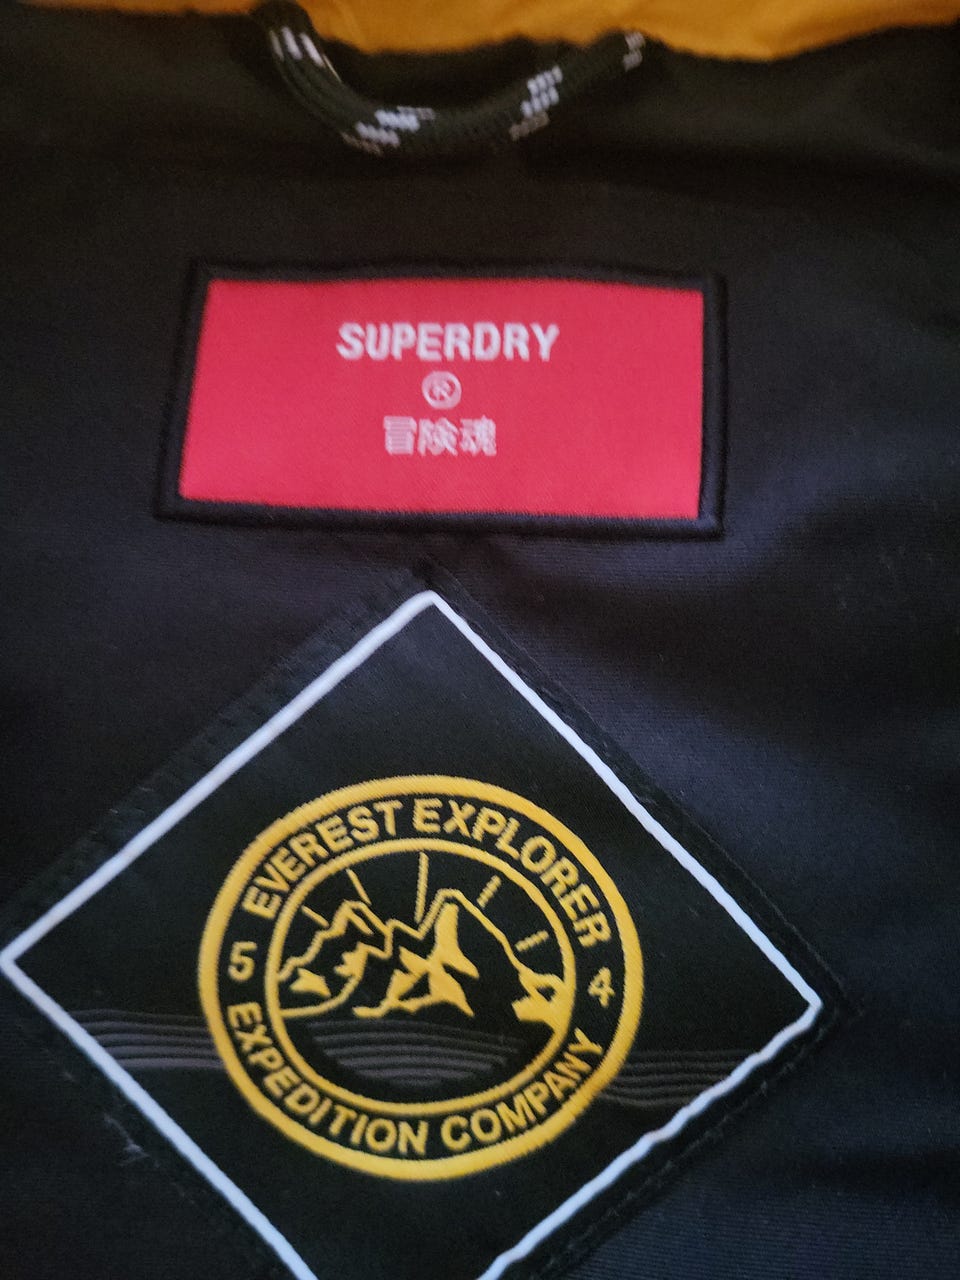 SUPERDRY
®
冒険魂
EVEREST EXPLORER
5 4
EXPEDITION COMPANY